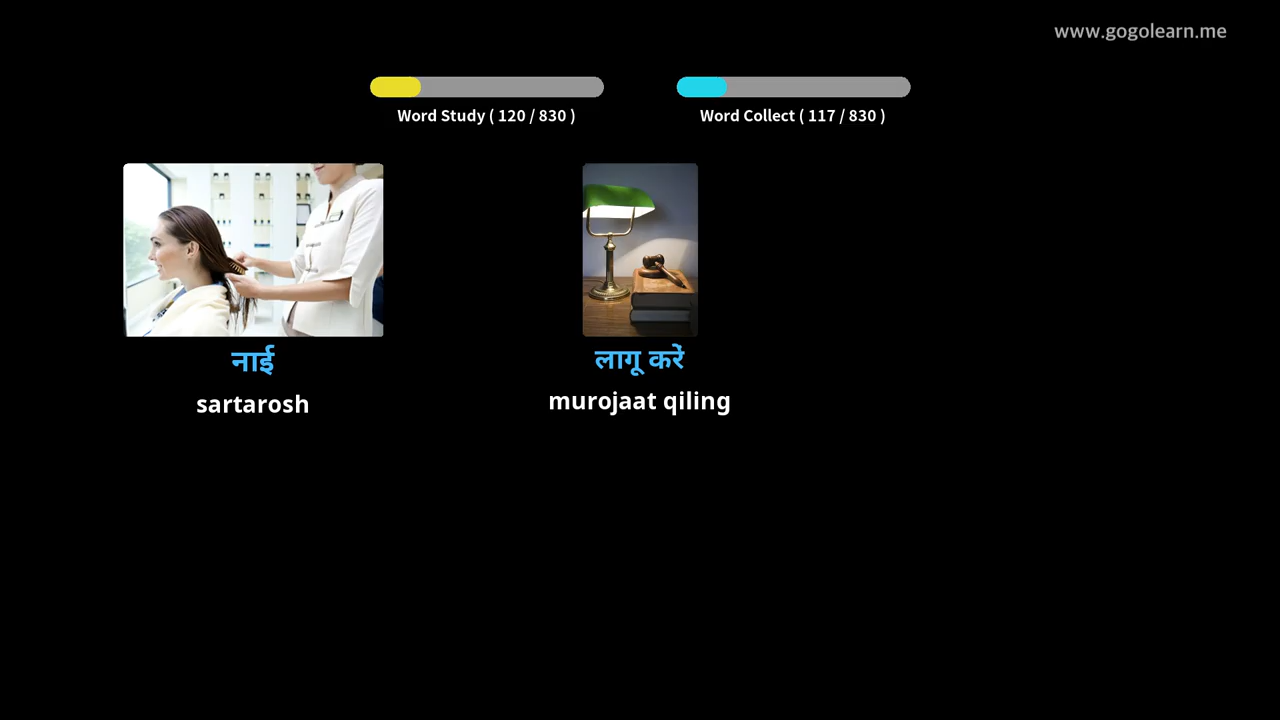 www.gogolearn.me
Word Study ( 120 / 830 )
Word Collect ( 117 / 830 )
नाई
sartarosh
लागू करें
murojaat qiling